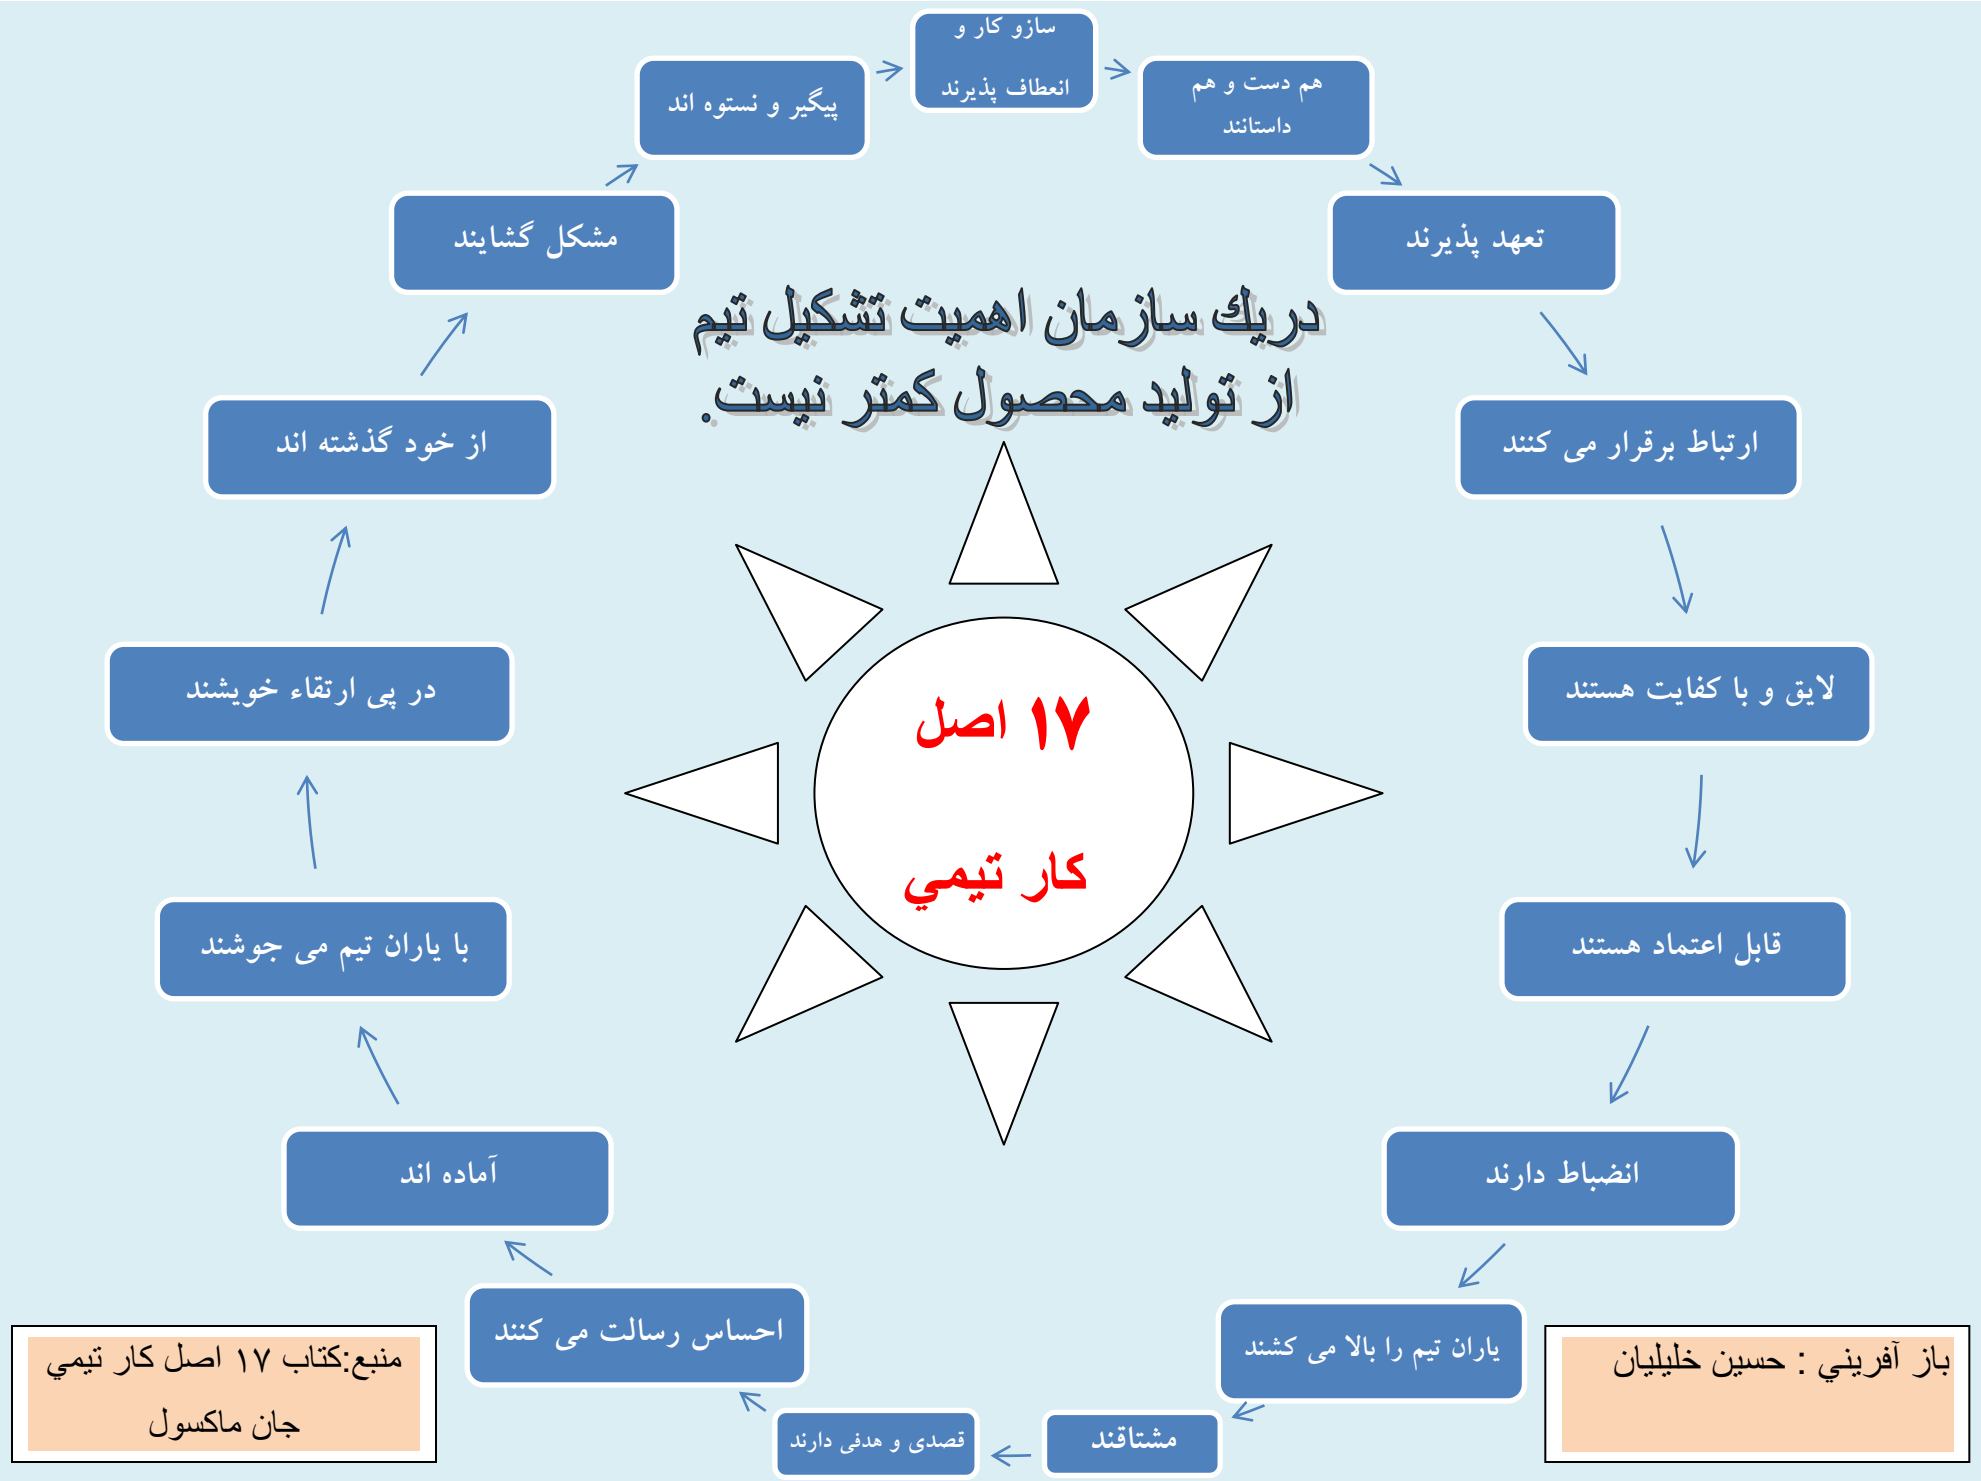 سازو کار و
انعطاف پذیرند
هم دست و هم
داستانند
تعهد پذیرند
ارتباط برقرار می کنند
لایق و با کفایت هستند
قابل اعتماد هستند
انضباط دارند
یاران تیم را بالا می کشند
مشتاقند
قصدی و هدفی دارند
احساس رسالت می کنند
آماده اند
با یاران تیم می جوشند
در پی ارتقاء خویشند
از خود گذشته اند
مشکل گشایند
پیگیر و نستوه اند
دريك سازمان اهميت تشكيل تيم
از توليد محصول كمتر نيست.
۱۷ اصل
كار تيمي
باز آفريني : حسين خليليان
منبع:كتاب ۱۷ اصل كار تيمي
جان ماكسول